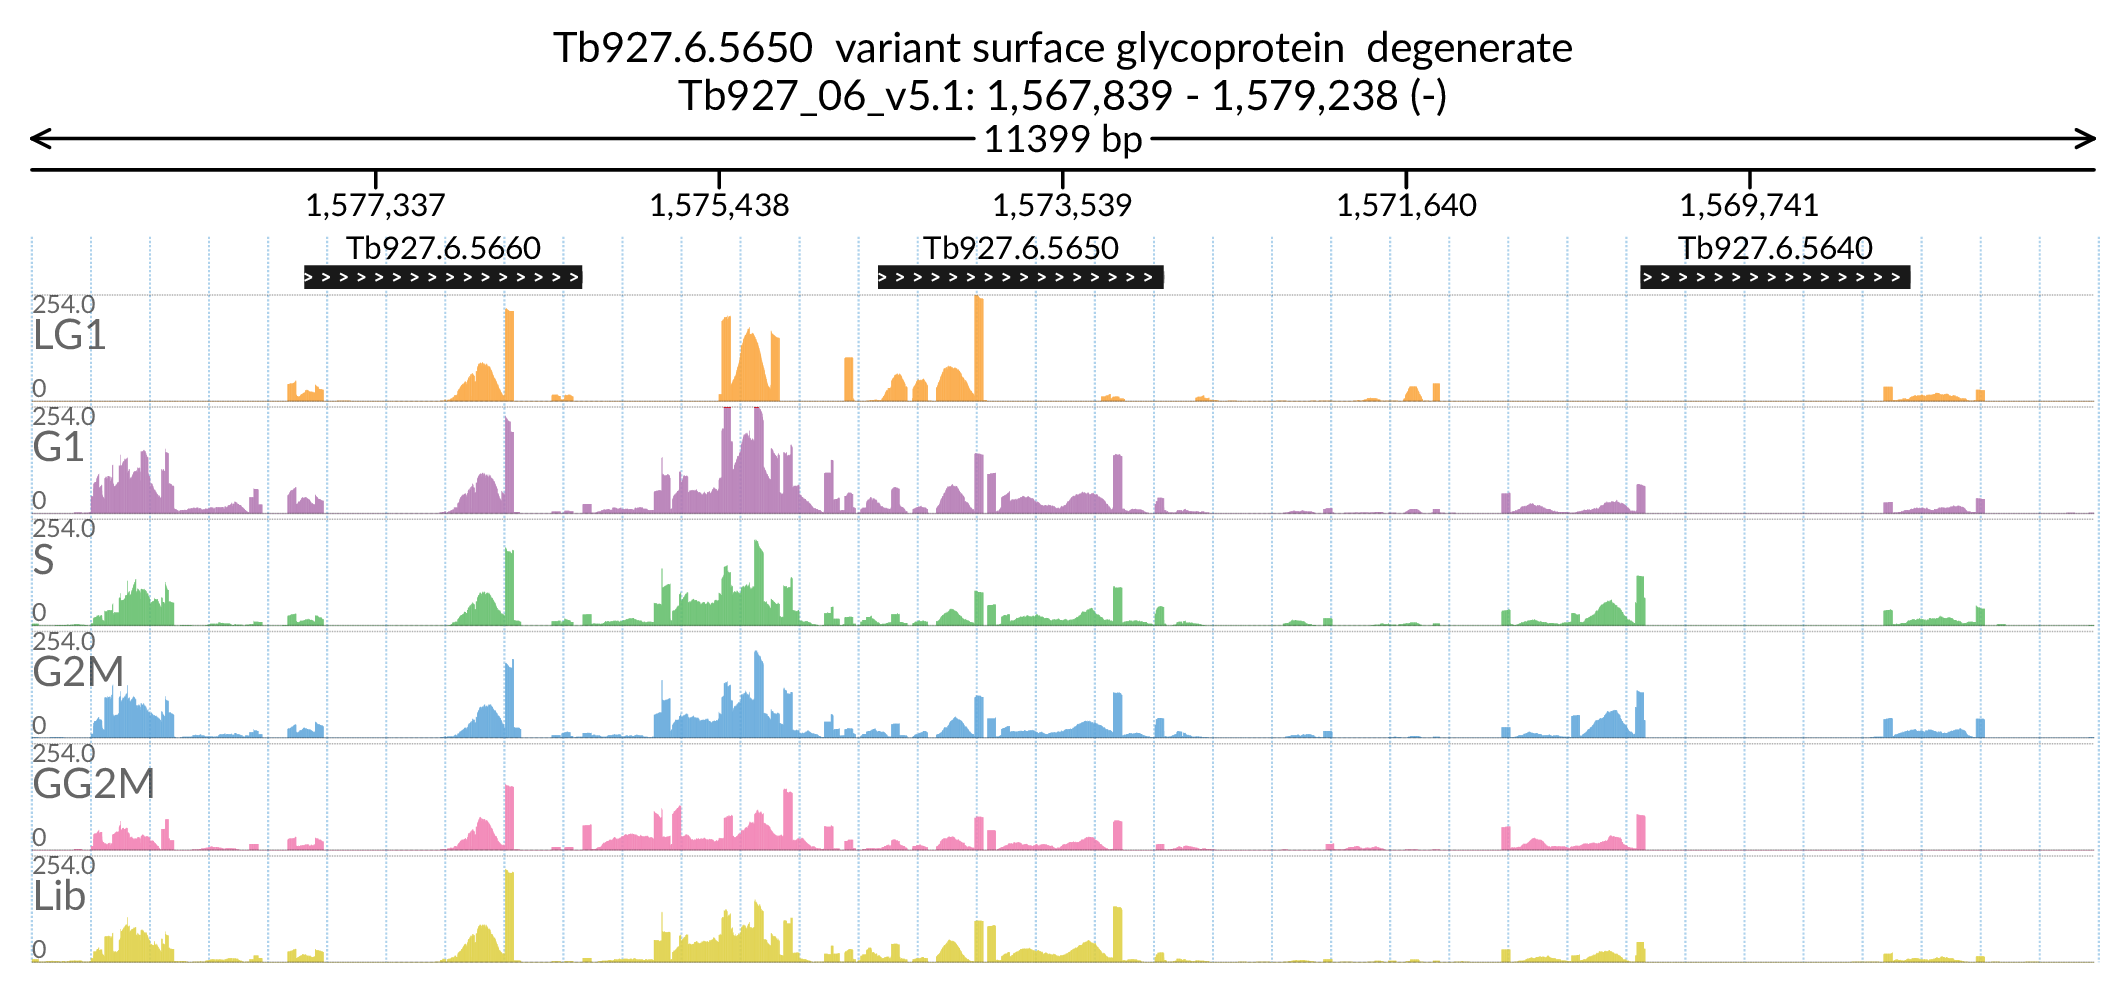 Tb927.6.5650  variant surface glycoprotein  degenerate
Tb927_06_v5.1: 1,567,839 - 1,579,238 (-)
11399 bp
1,577,337 1,575,438 1,573,539 1,571,640 1,569,741
Tb927.6.5660 Tb927.6.5650 Tb927.6.5640
254.0
LG1
0
254.0
G1
0
254.0
S
0
254.0
G2M
0
254.0
GG2M
0
254.0
Lib
0